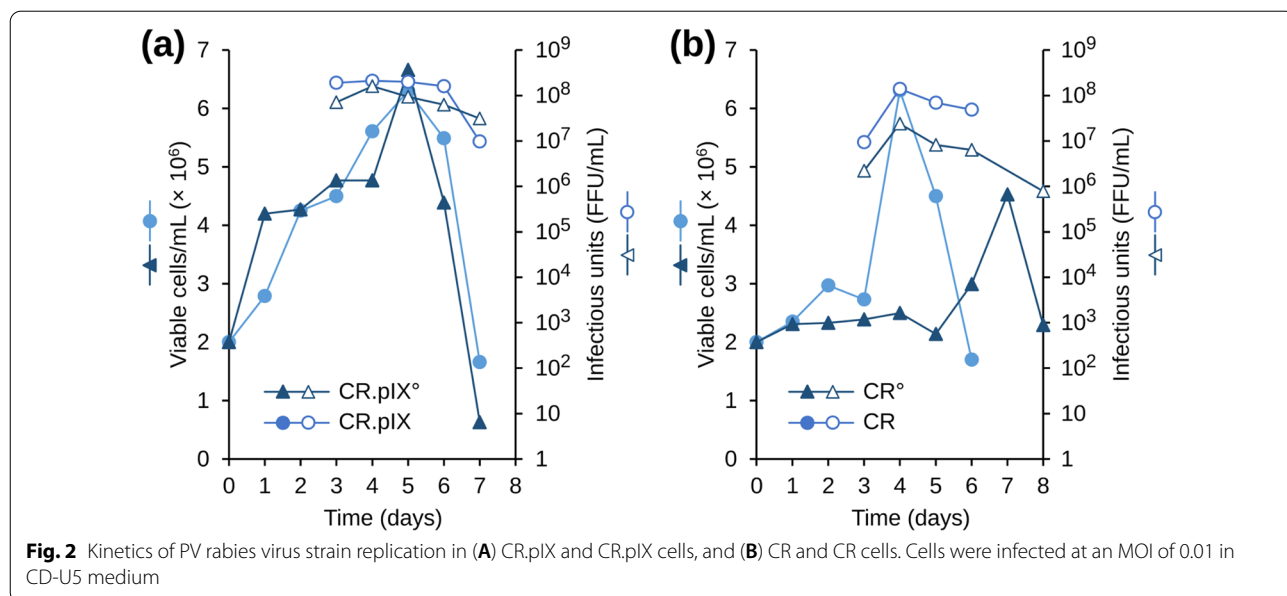 (a)
7
6
5
4
3
2
1
0
Viable cells/mL (× 10⁶)
10⁹
10⁸
10⁷
10⁶
10⁵
10⁴
10³
10²
10
1
Infectious units (FFU/mL)
CR.pIX°
CR.pIX
0 1 2 3 4 5 6 7 8
Time (days)
(b)
7
6
5
4
3
2
1
0
Viable cells/mL (× 10⁶)
10⁹
10⁸
10⁷
10⁶
10⁵
10⁴
10³
10²
10
1
Infectious units (FFU/mL)
CR°
CR
0 1 2 3 4 5 6 7 8
Time (days)
Fig. 2 Kinetics of PV rabies virus strain replication in (A) CR.pIX and CR.pIX cells, and (B) CR and CR cells. Cells were infected at an MOI of 0.01 in
CD-U5 medium